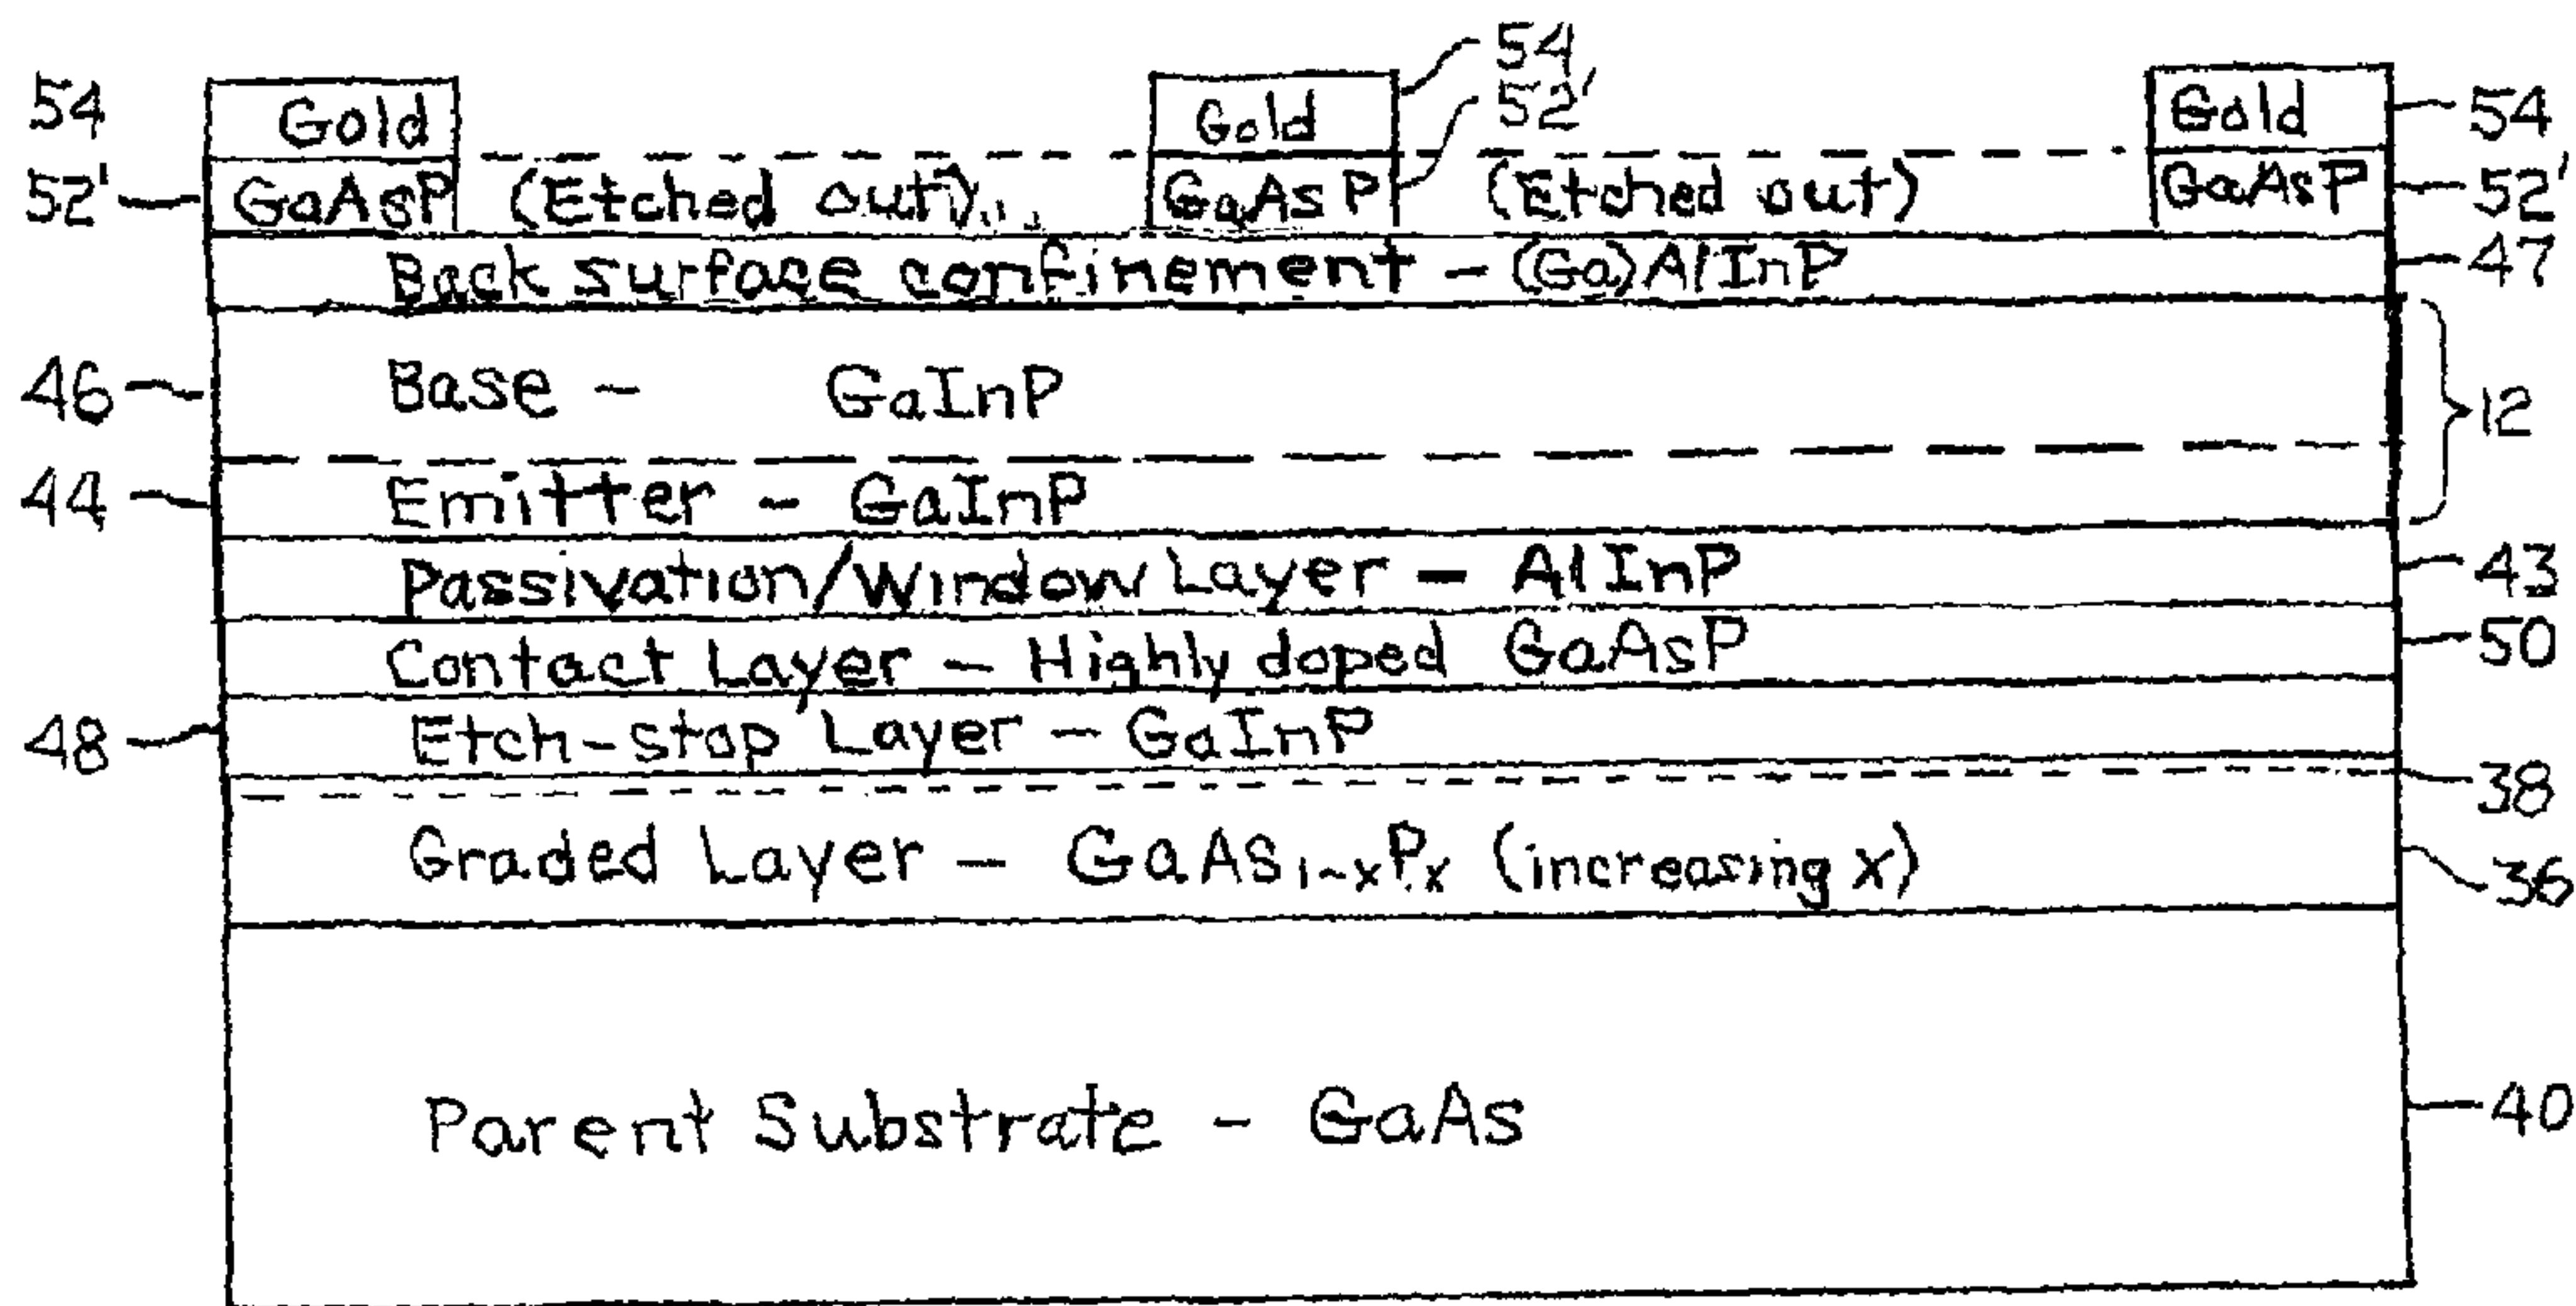 54
54 Gold Gold Gold 54
52'
52' GaAsP (Etched out)... GaAsP (Etched out) GaAsP 52'
Back surface confinement - (Ga)AlInP 47
46 Base - GaInP 12
44 Emitter - GaInP
Passivation/Window Layer - AlInP 43
Contact Layer - Highly doped GaAsP 50
48 Etch-stop Layer - GaInP
38
Graded Layer - GaAs1-xPx (increasing x) 36
Parent Substrate - GaAs 40